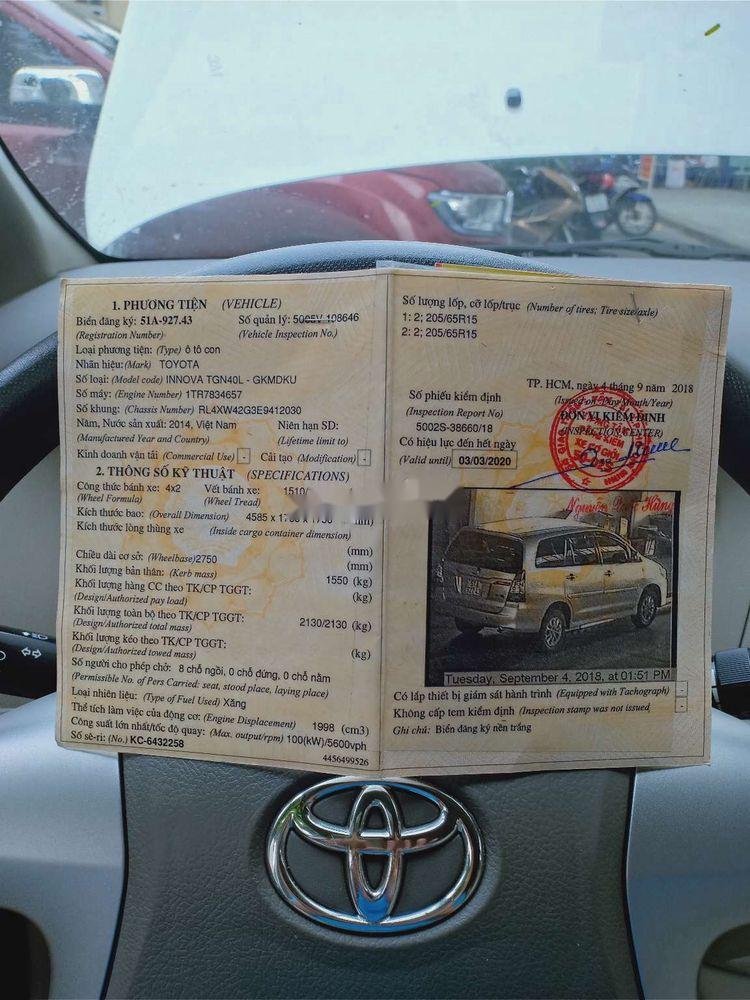 1. PHƯƠNG TIỆN (VEHICLE)
Biển đăng ký: 51A-927.43 Số quản lý: 5005V-108646
(Registration Number) (Vehicle Inspection No.)
Loại phương tiện: (Type) ô tô con
Nhãn hiệu: (Mark) TOYOTA
Số loại: (Model code) INNOVA TGN40L - GKMDKU
Số máy: (Engine Number) 1TR7834657
Số khung: (Chassis Number) RL4XW42G3E9412030
Năm, Nước sản xuất: 2014, Việt Nam Niên hạn SD:
(Manufactured Year and Country) (Lifetime limit to)
Kinh doanh vận tải (Commercial Use) - Cải tạo (Modification) -
2. THÔNG SỐ KỸ THUẬT (SPECIFICATIONS)
Công thức bánh xe: 4x2 Vết bánh xe: 1510/
(Wheel Formula) (Wheel Tread)
Kích thước bao: (Overall Dimension) 4585 x (mm)
Kích thước lòng thùng xe (Inside cargo container dimension)
(mm)
Chiều dài cơ sở: (Wheelbase) 2750 (mm)
Khối lượng bản thân: (Kerb mass) 1550 (kg)
Khối lượng hàng CC theo TK/CP TGGT: (kg)
(Design/Authorized pay load)
Khối lượng toàn bộ theo TK/CP TGGT: 2130/2130 (kg)
(Design/Authorized total mass)
Khối lượng kéo theo TK/CP TGGT: (kg)
(Design/Authorized towed mass)
Số người cho phép chở: 8 chỗ ngồi, 0 chỗ đứng, 0 chỗ nằm
(Permissible No. of Pers Carried: seat, stood place, laying place)
Loại nhiên liệu: (Type of Fuel Used) Xăng
Thể tích làm việc của động cơ: (Engine Displacement) 1998 (cm3)
Công suất lớn nhất/tốc độ quay: (Max. output/rpm) 100(kW)/5600vph
Số sê-ri: (No.) KC-6432258
4456499526
Số lượng lốp, cỡ lốp/trục (Number of tires; Tire size/axle)
1: 2; 205/65R15
2: 2; 205/65R15
TP. HCM, ngày 4 tháng 9 năm 2018
(Issued on: Day/Month/Year)
Số phiếu kiểm định ĐƠN VỊ KIỂM ĐỊNH
(Inspection Report No) (INSPECTION CENTER)
5002S-38660/18
Có hiệu lực đến hết ngày
(Valid until) 03/03/2020
XE CƠ GIỚI
Tuesday, September 4, 2018, at 01:51 PM
Có lắp thiết bị giám sát hành trình (Equipped with Tachograph) -
Không cấp tem kiểm định (Inspection stamp was not issued) -
Ghi chú: Biển đăng ký nền trắng